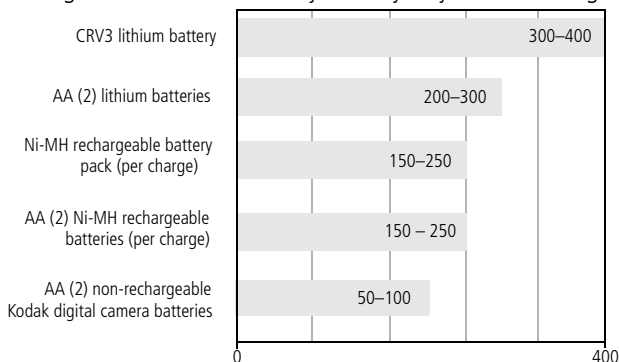 CRV3 lithium battery
300–400
AA (2) lithium batteries
200–300
Ni-MH rechargeable battery
pack (per charge)
150–250
AA (2) Ni-MH rechargeable
batteries (per charge)
150 – 250
AA (2) non-rechargeable
Kodak digital camera batteries
50–100
0
400